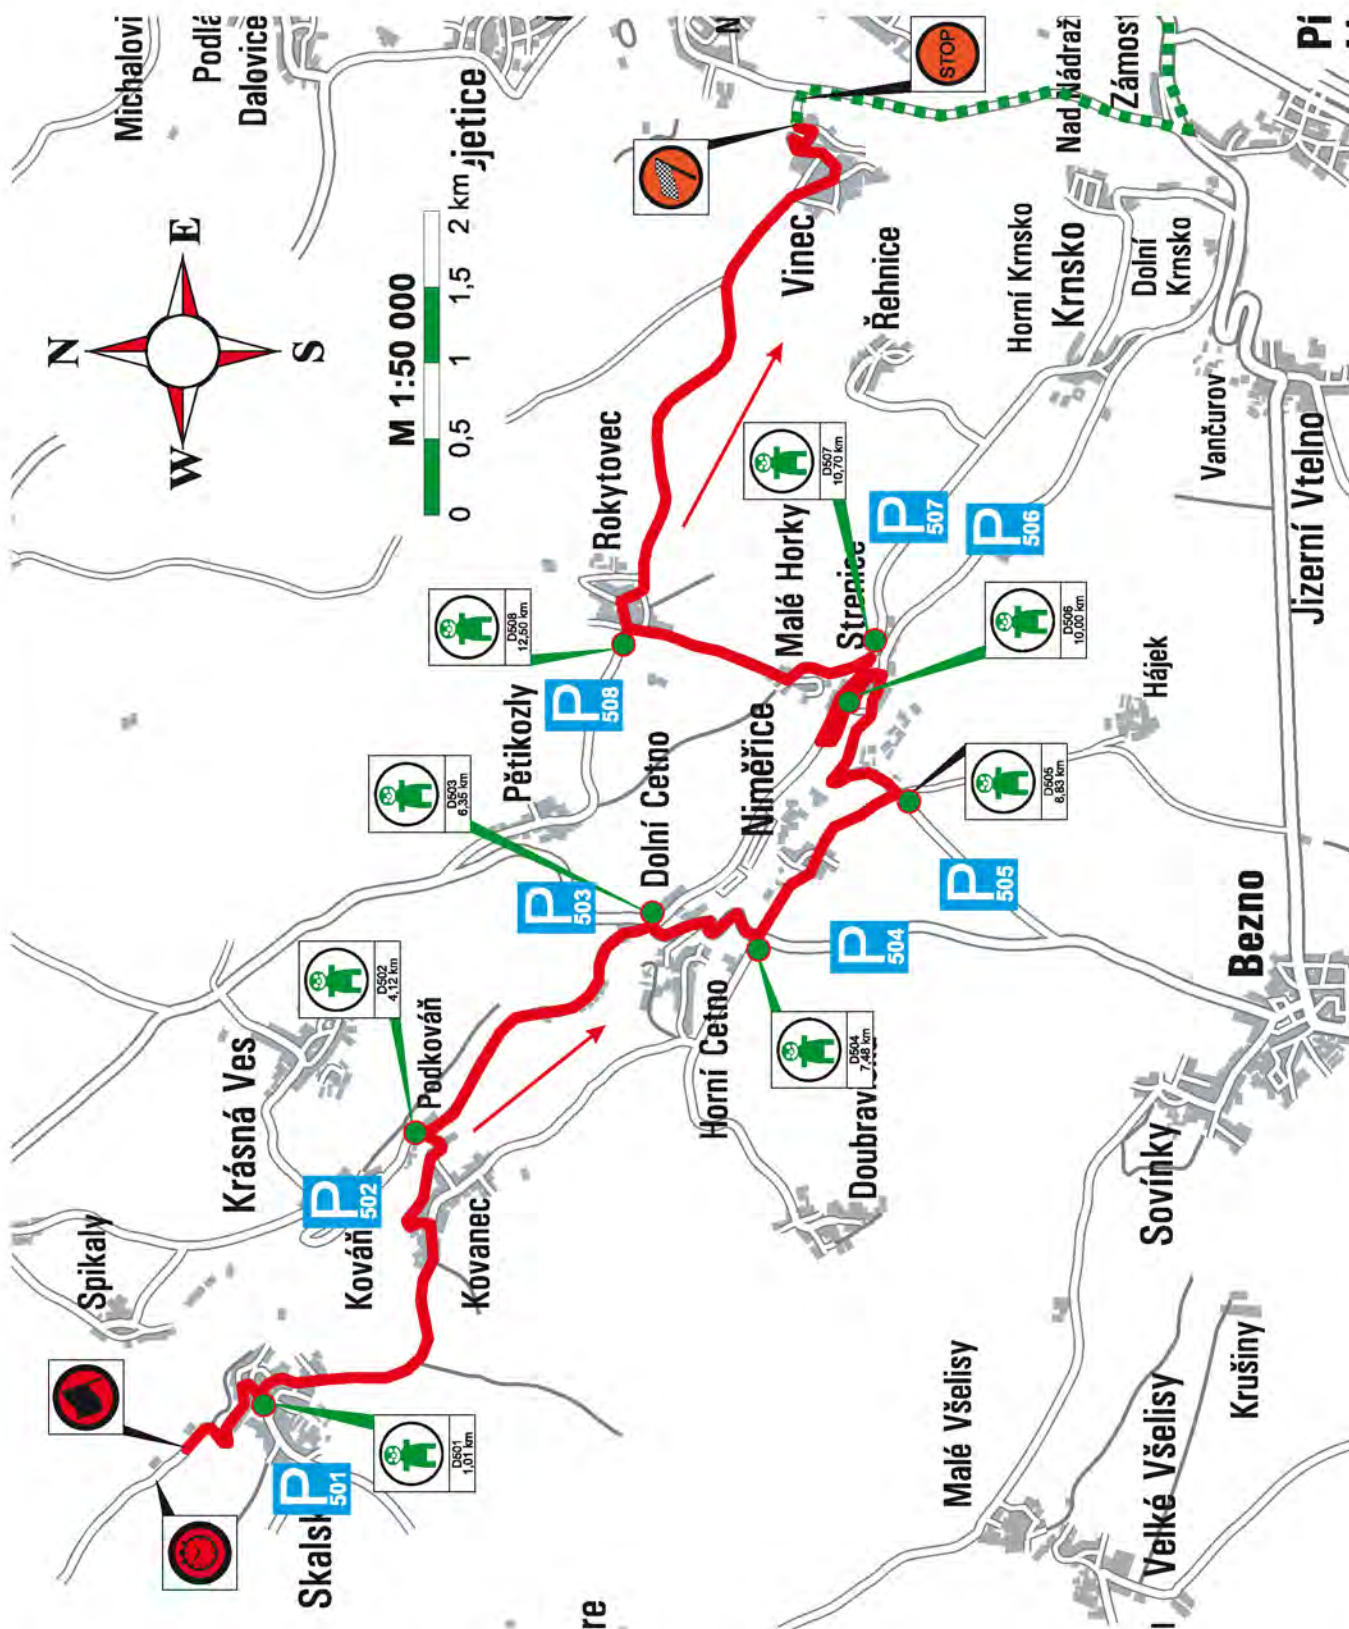 N
W
E
S
M 1:50 000
0
0,5
1
1,5
2 km
Michalovi
Podlá
Dalovice
jetice
Spikaly
Krásná Ves
Skalsk
P
501
D501
1,01 km
Kováň
P
502
D502
4,12 km
Podkováň
Kovanec
Pětikozly
P
503
D503
6,35 km
Dolní Cetno
Rokytovec
P
508
D508
12,50 km
Horní Cetno
D504
7,48 km
P
504
Niměřice
Malé Horky
Strenice
D507
10,70 km
P
507
P
506
D506
10,00 km
D505
8,83 km
P
505
Vinec
STOP
Řehnice
Horní Krnsko
Krnsko
Dolní
Krnsko
Nad Nádraž
Zámost
Pí
Vančurov
Jizerní Vtelno
Hájek
Bezno
Sovínky
Malé Všelisy
Velké Všelisy
Krušiny
re